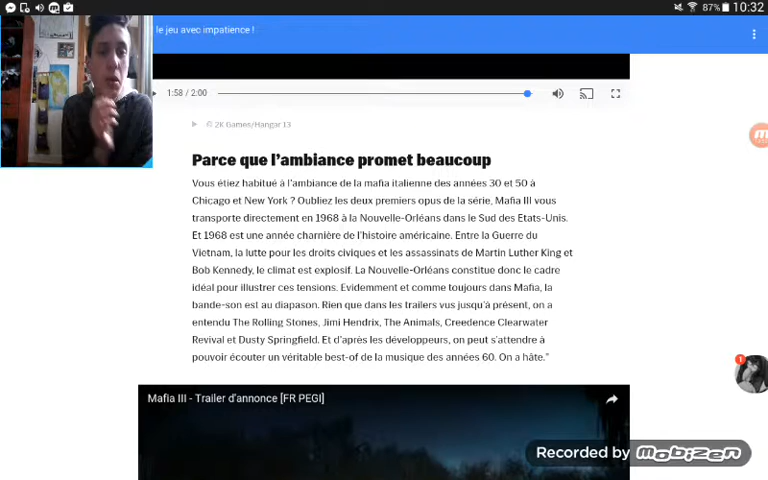 87% 10:32
le jeu avec impatience !
1:58 / 2:00
© 2K Games/Hangar 13
Parce que l'ambiance promet beaucoup
Vous étiez habitué à l'ambiance de la mafia italienne des années 30 et 50 à
Chicago et New York ? Oubliez les deux premiers opus de la série, Mafia III vous
transporte directement en 1968 à la Nouvelle-Orléans dans le Sud des Etats-Unis.
Et 1968 est une année charnière de l'histoire américaine. Entre la Guerre du
Vietnam, la lutte pour les droits civiques et les assassinats de Martin Luther King et
Bob Kennedy, le climat est explosif. La Nouvelle-Orléans constitue donc le cadre
idéal pour illustrer ces tensions. Evidemment et comme toujours dans Mafia, la
bande-son est au diapason. Rien que dans les trailers vus jusqu'à présent, on a
entendu The Rolling Stones, Jimi Hendrix, The Animals, Creedence Clearwater
Revival et Dusty Springfield. Et d'après les développeurs, on peut s'attendre à
pouvoir écouter un véritable best-of de la musique des années 60. On a hâte."
1
Mafia III - Trailer d'annonce [FR PEGI]
Recorded by Mobizen